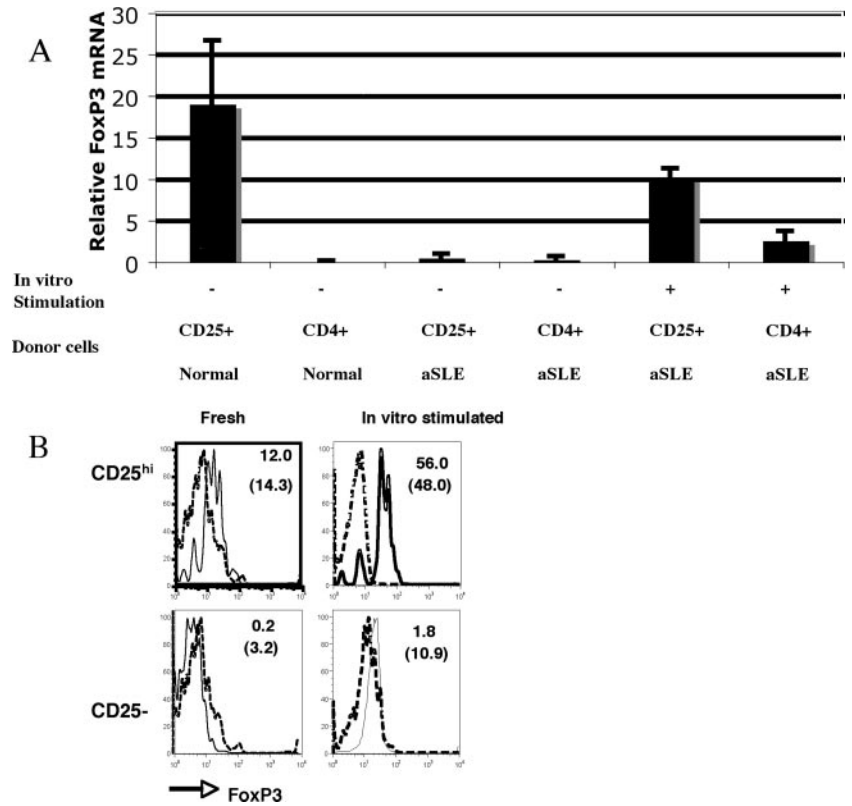 A
Relative FoxP3 mRNA
30
25
20
15
10
5
0
In vitro
Stimulation
- - - - + +
Donor cells
CD25+ CD4+ CD25+ CD4+ CD25+ CD4+
Normal Normal aSLE aSLE aSLE aSLE
B
Fresh In vitro stimulated
CD25hi
12.0
(14.3)
56.0
(48.0)
CD25-
0.2
(3.2)
1.8
(10.9)
FoxP3